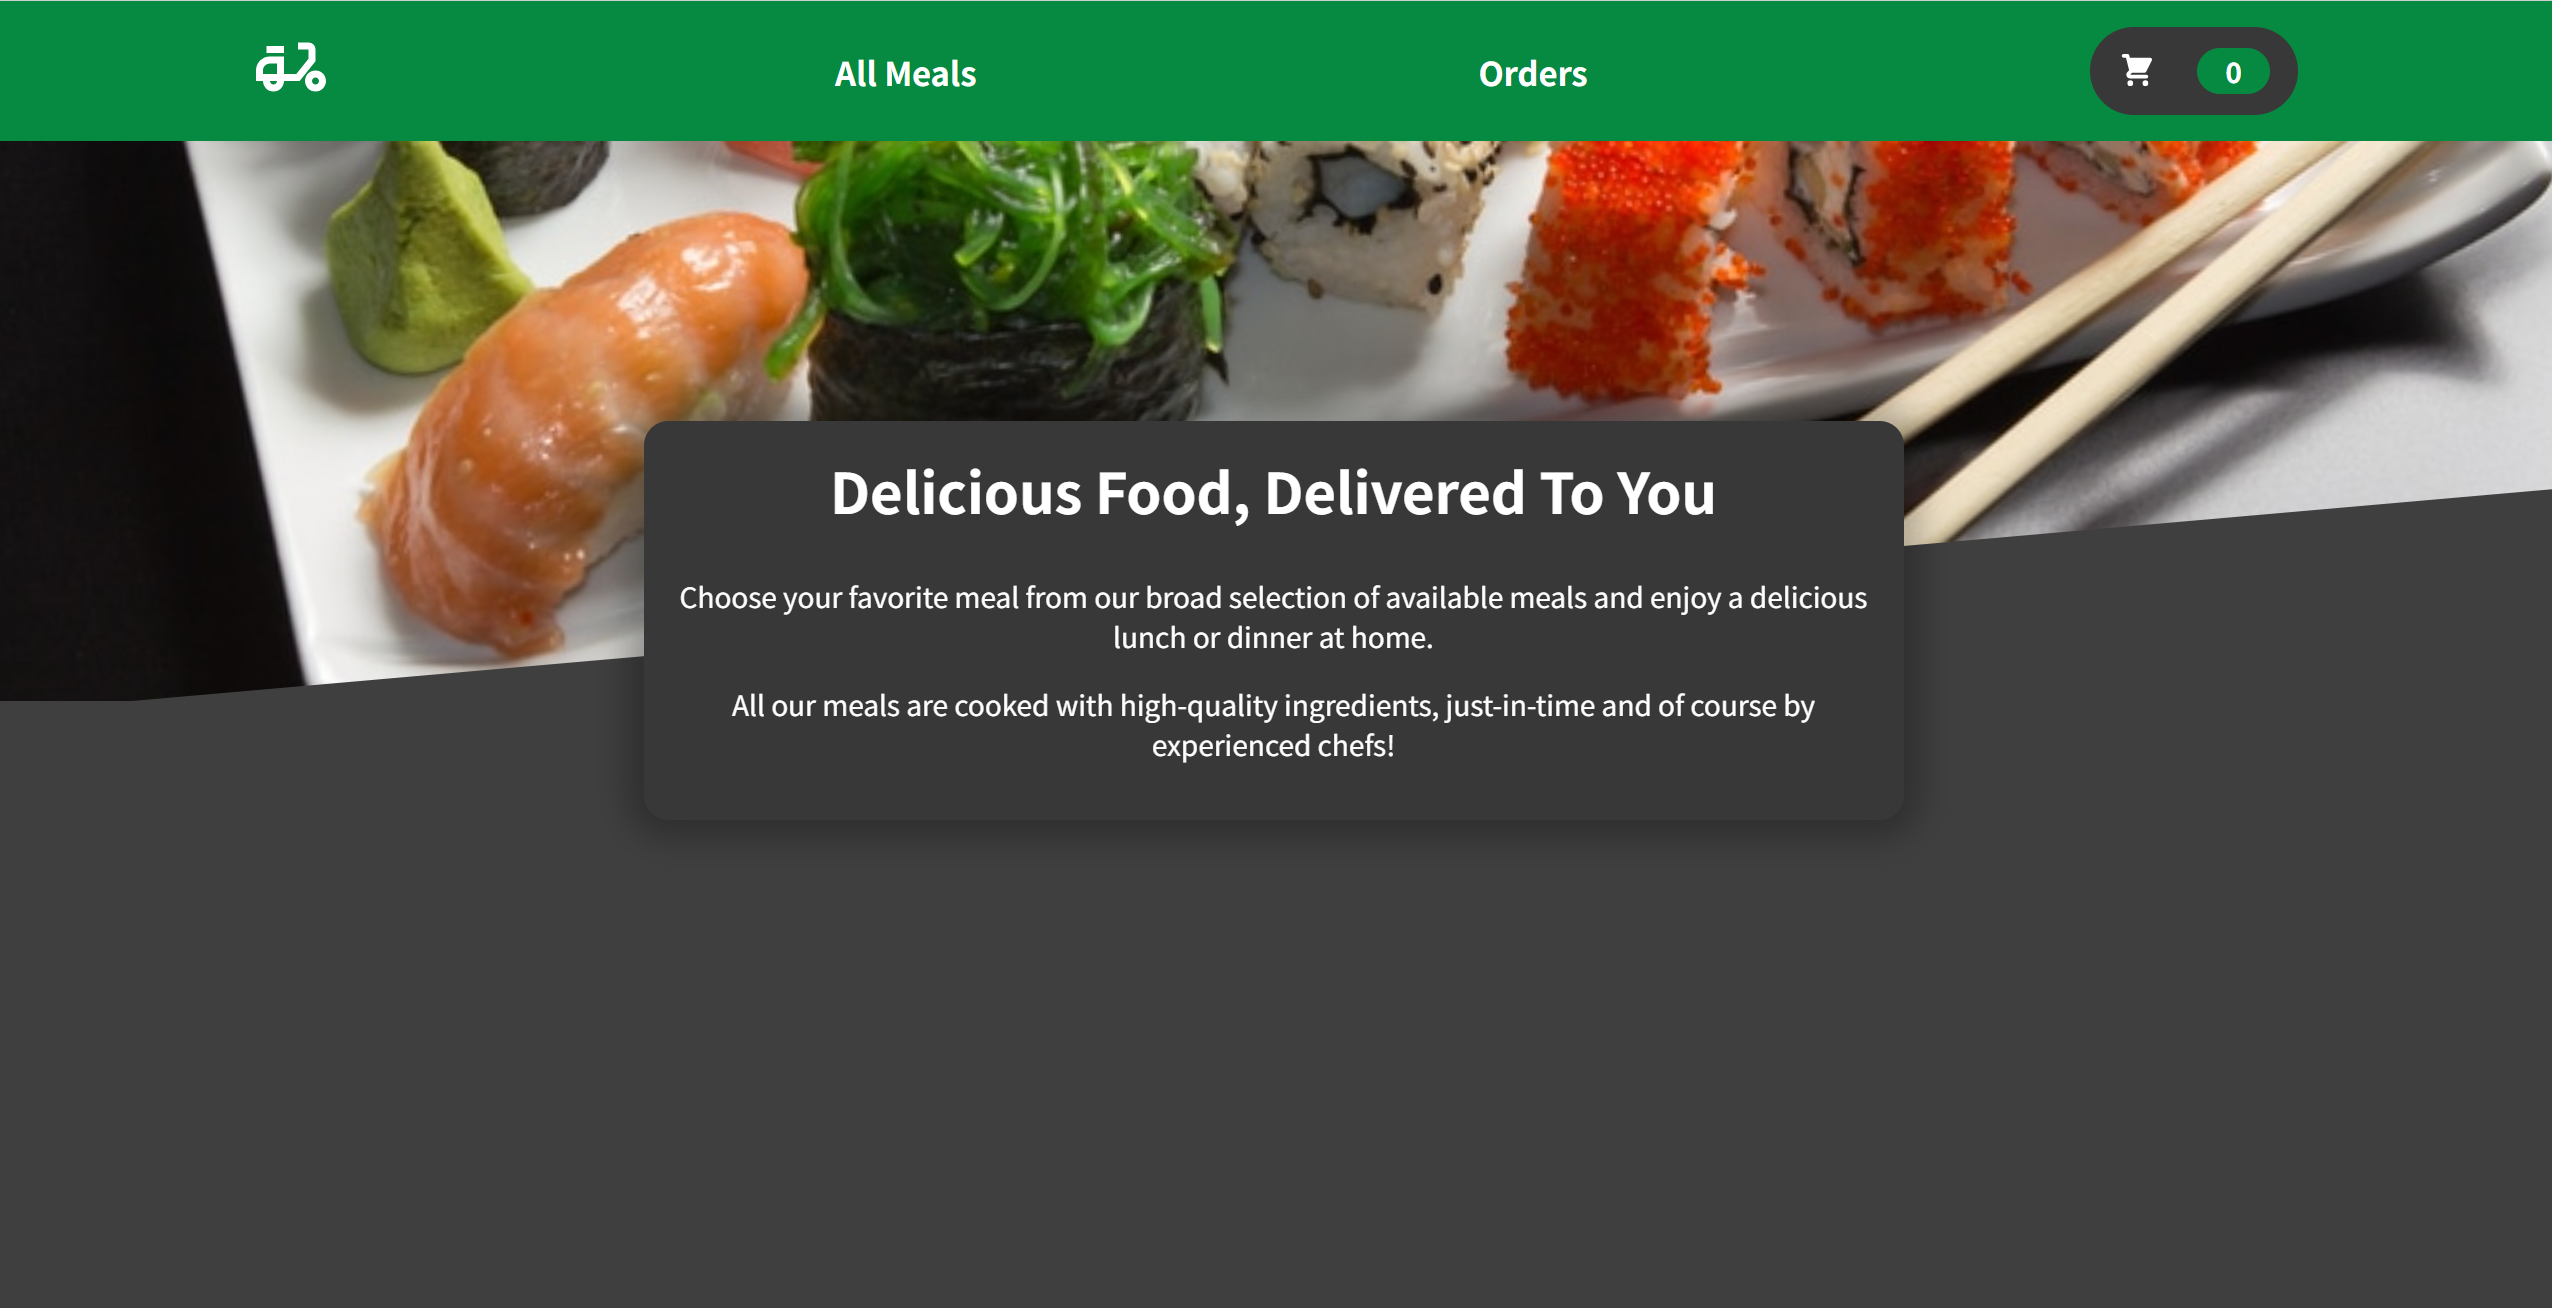 All Meals
Orders
0
Delicious Food, Delivered To You
Choose your favorite meal from our broad selection of available meals and enjoy a delicious
lunch or dinner at home.
All our meals are cooked with high-quality ingredients, just-in-time and of course by
experienced chefs!